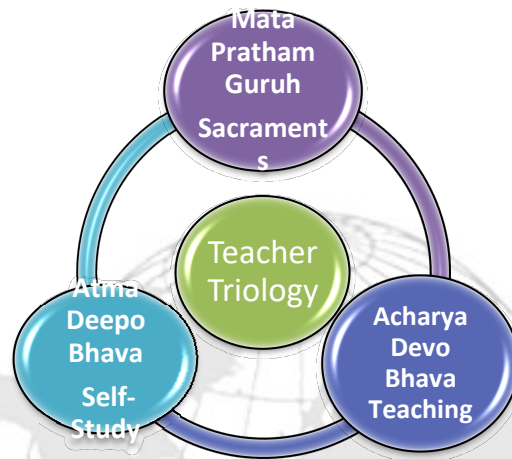 Mata
Pratham
Guruh
Sacrament
s
Teacher
Triology
Atma
Deepo
Bhava
Self-
Study
Acharya
Devo
Bhava
Teaching